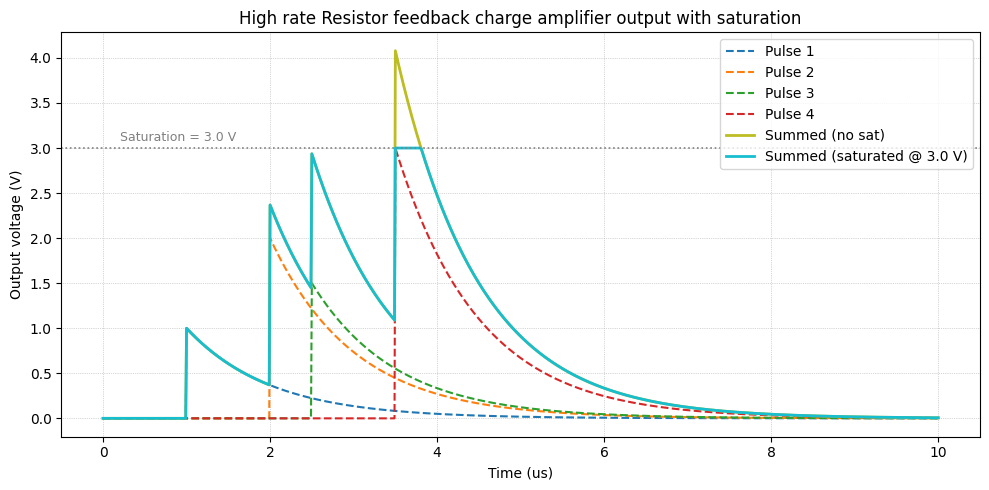 High rate Resistor feedback charge amplifier output with saturation
Pulse 1
Pulse 2
Pulse 3
Pulse 4
Summed (no sat)
Summed (saturated @ 3.0 V)
Saturation = 3.0 V
Output voltage (V)
4.0
3.5
3.0
2.5
2.0
1.5
1.0
0.5
0.0
0 2 4 6 8 10
Time (us)